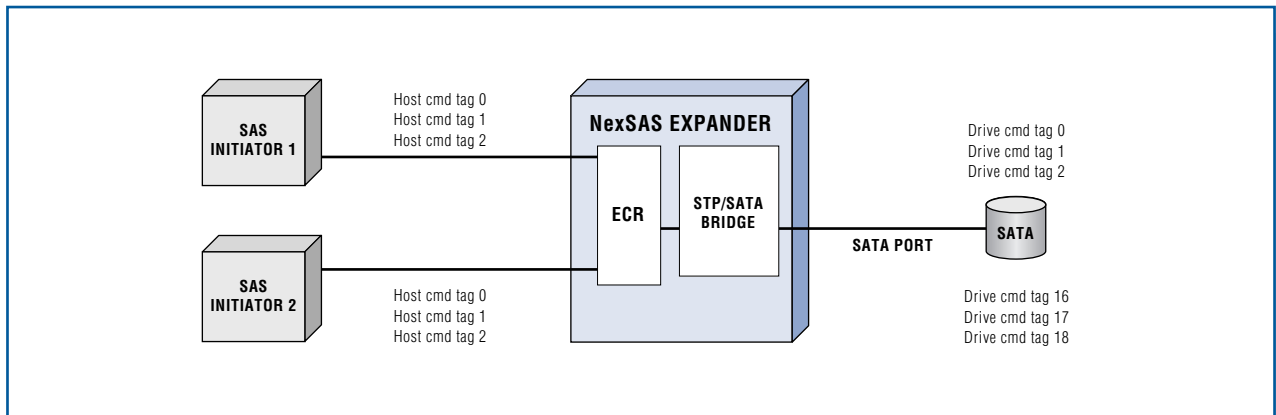 SAS
INITIATOR 1
Host cmd tag 0
Host cmd tag 1
Host cmd tag 2
SAS
INITIATOR 2
Host cmd tag 0
Host cmd tag 1
Host cmd tag 2
NexSAS EXPANDER
ECR
STP/SATA
BRIDGE
SATA PORT
Drive cmd tag 0
Drive cmd tag 1
Drive cmd tag 2
SATA
Drive cmd tag 16
Drive cmd tag 17
Drive cmd tag 18